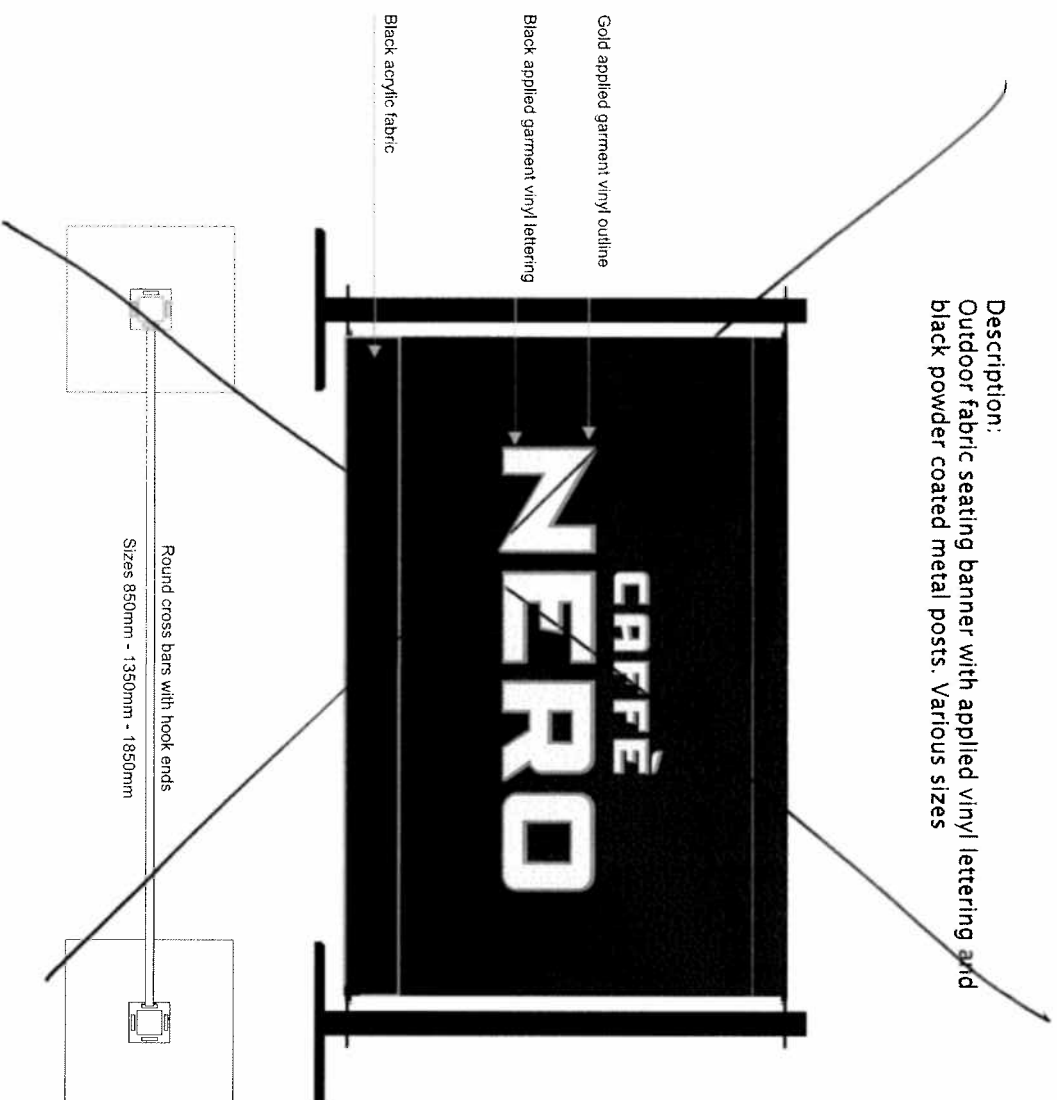 Description:
Outdoor fabric seating banner with applied vinyl lettering and
black powder coated metal posts. Various sizes
CAFFÈ
NERO
Gold applied garment vinyl outline
Black applied garment vinyl lettering
Black acrylic fabric
Round cross bars with hook ends
Sizes 850mm - 1350mm - 1850mm